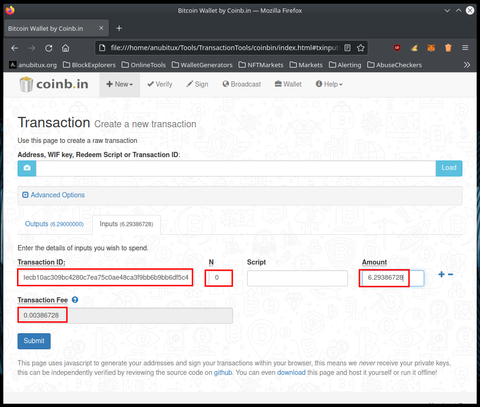 Bitcoin Wallet by Coinb.in — Mozilla Firefox
Bitcoin Wallet by Coinb.in
file:///home/anubitux/Tools/TransactionTools/coinbin/index.html#txinput
anubitux.org BlockExplorers OnlineTools WalletGenerators NFTMarkets Markets Alerting AbuseCheckers
coinb.in + New Verify Sign Broadcast Wallet Help
Transaction Create a new transaction
Use this page to create a raw transaction
Address, WIF key, Redeem Script or Transaction ID:
Load
Advanced Options
Outputs (6.29000000) Inputs (6.29386728)
Enter the details of inputs you wish to spend.
Transaction ID: N Script Amount
0 6.29386728
Transaction Fee
0.00386728
Submit
This page uses javascript to generate your addresses and sign your transactions within your browser, this means we never receive your private keys,
this can be independently verified by reviewing the source code on github. You can even download this page and host it yourself or run it offline!